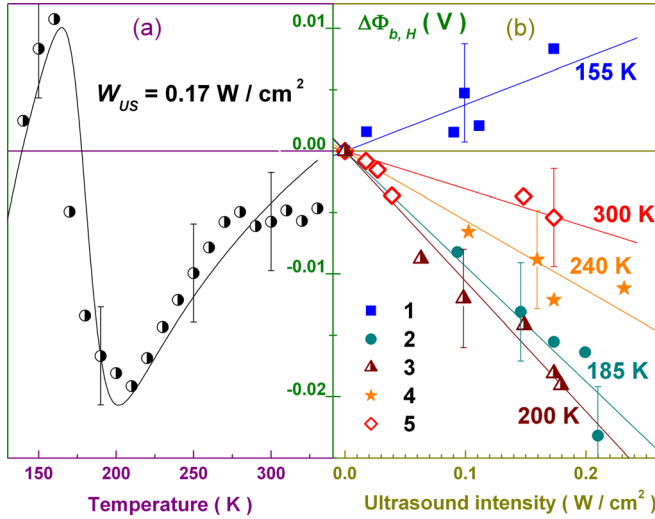 (a)
W_US = 0.17 W / cm²
0.01
0.00
-0.01
-0.02
150 200 250 300
Temperature ( K )
ΔΦ_b, H ( V ) (b)
155 K
300 K
240 K
185 K
200 K
1
2
3
4
5
0.0 0.1 0.2
Ultrasound intensity ( W / cm² )